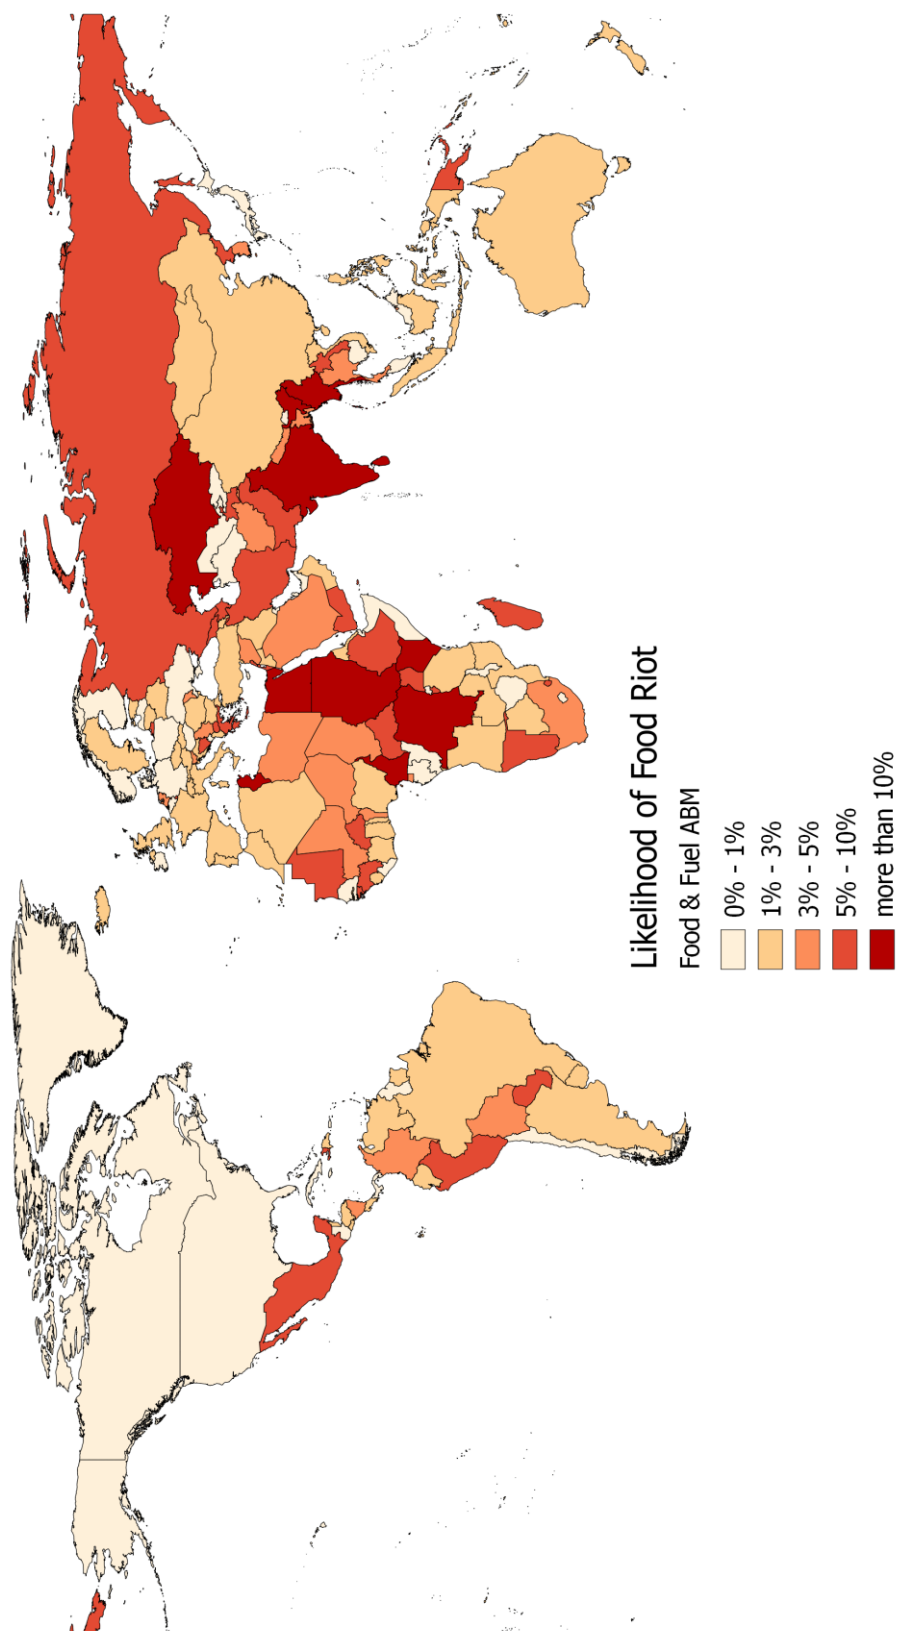 Likelihood of Food Riot
Food & Fuel ABM
0% - 1%
1% - 3%
3% - 5%
5% - 10%
more than 10%